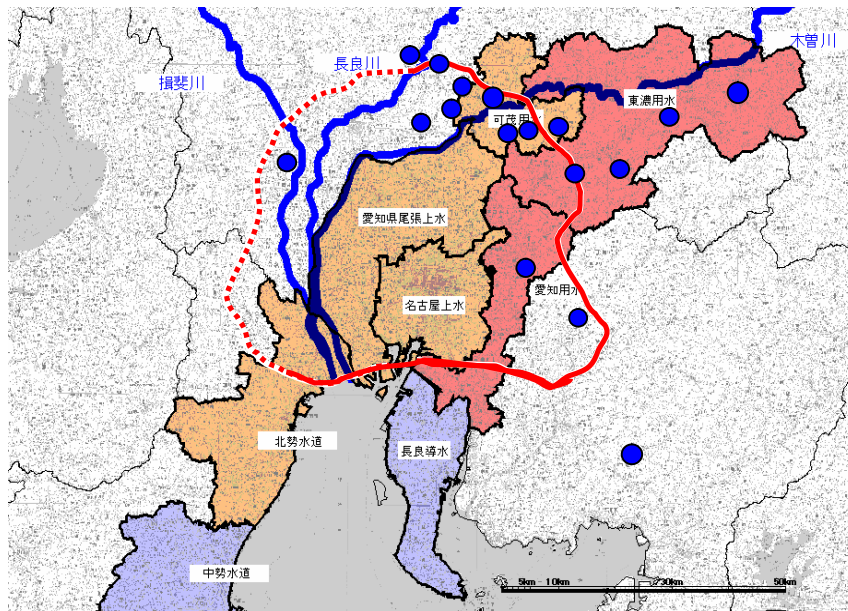 木曽川
長良川
揖斐川
東濃用水
可茂用水
愛知県尾張上水
愛知用水
名古屋上水
北勢水道
長良導水
中勢水道
5km
10km
30km
50km